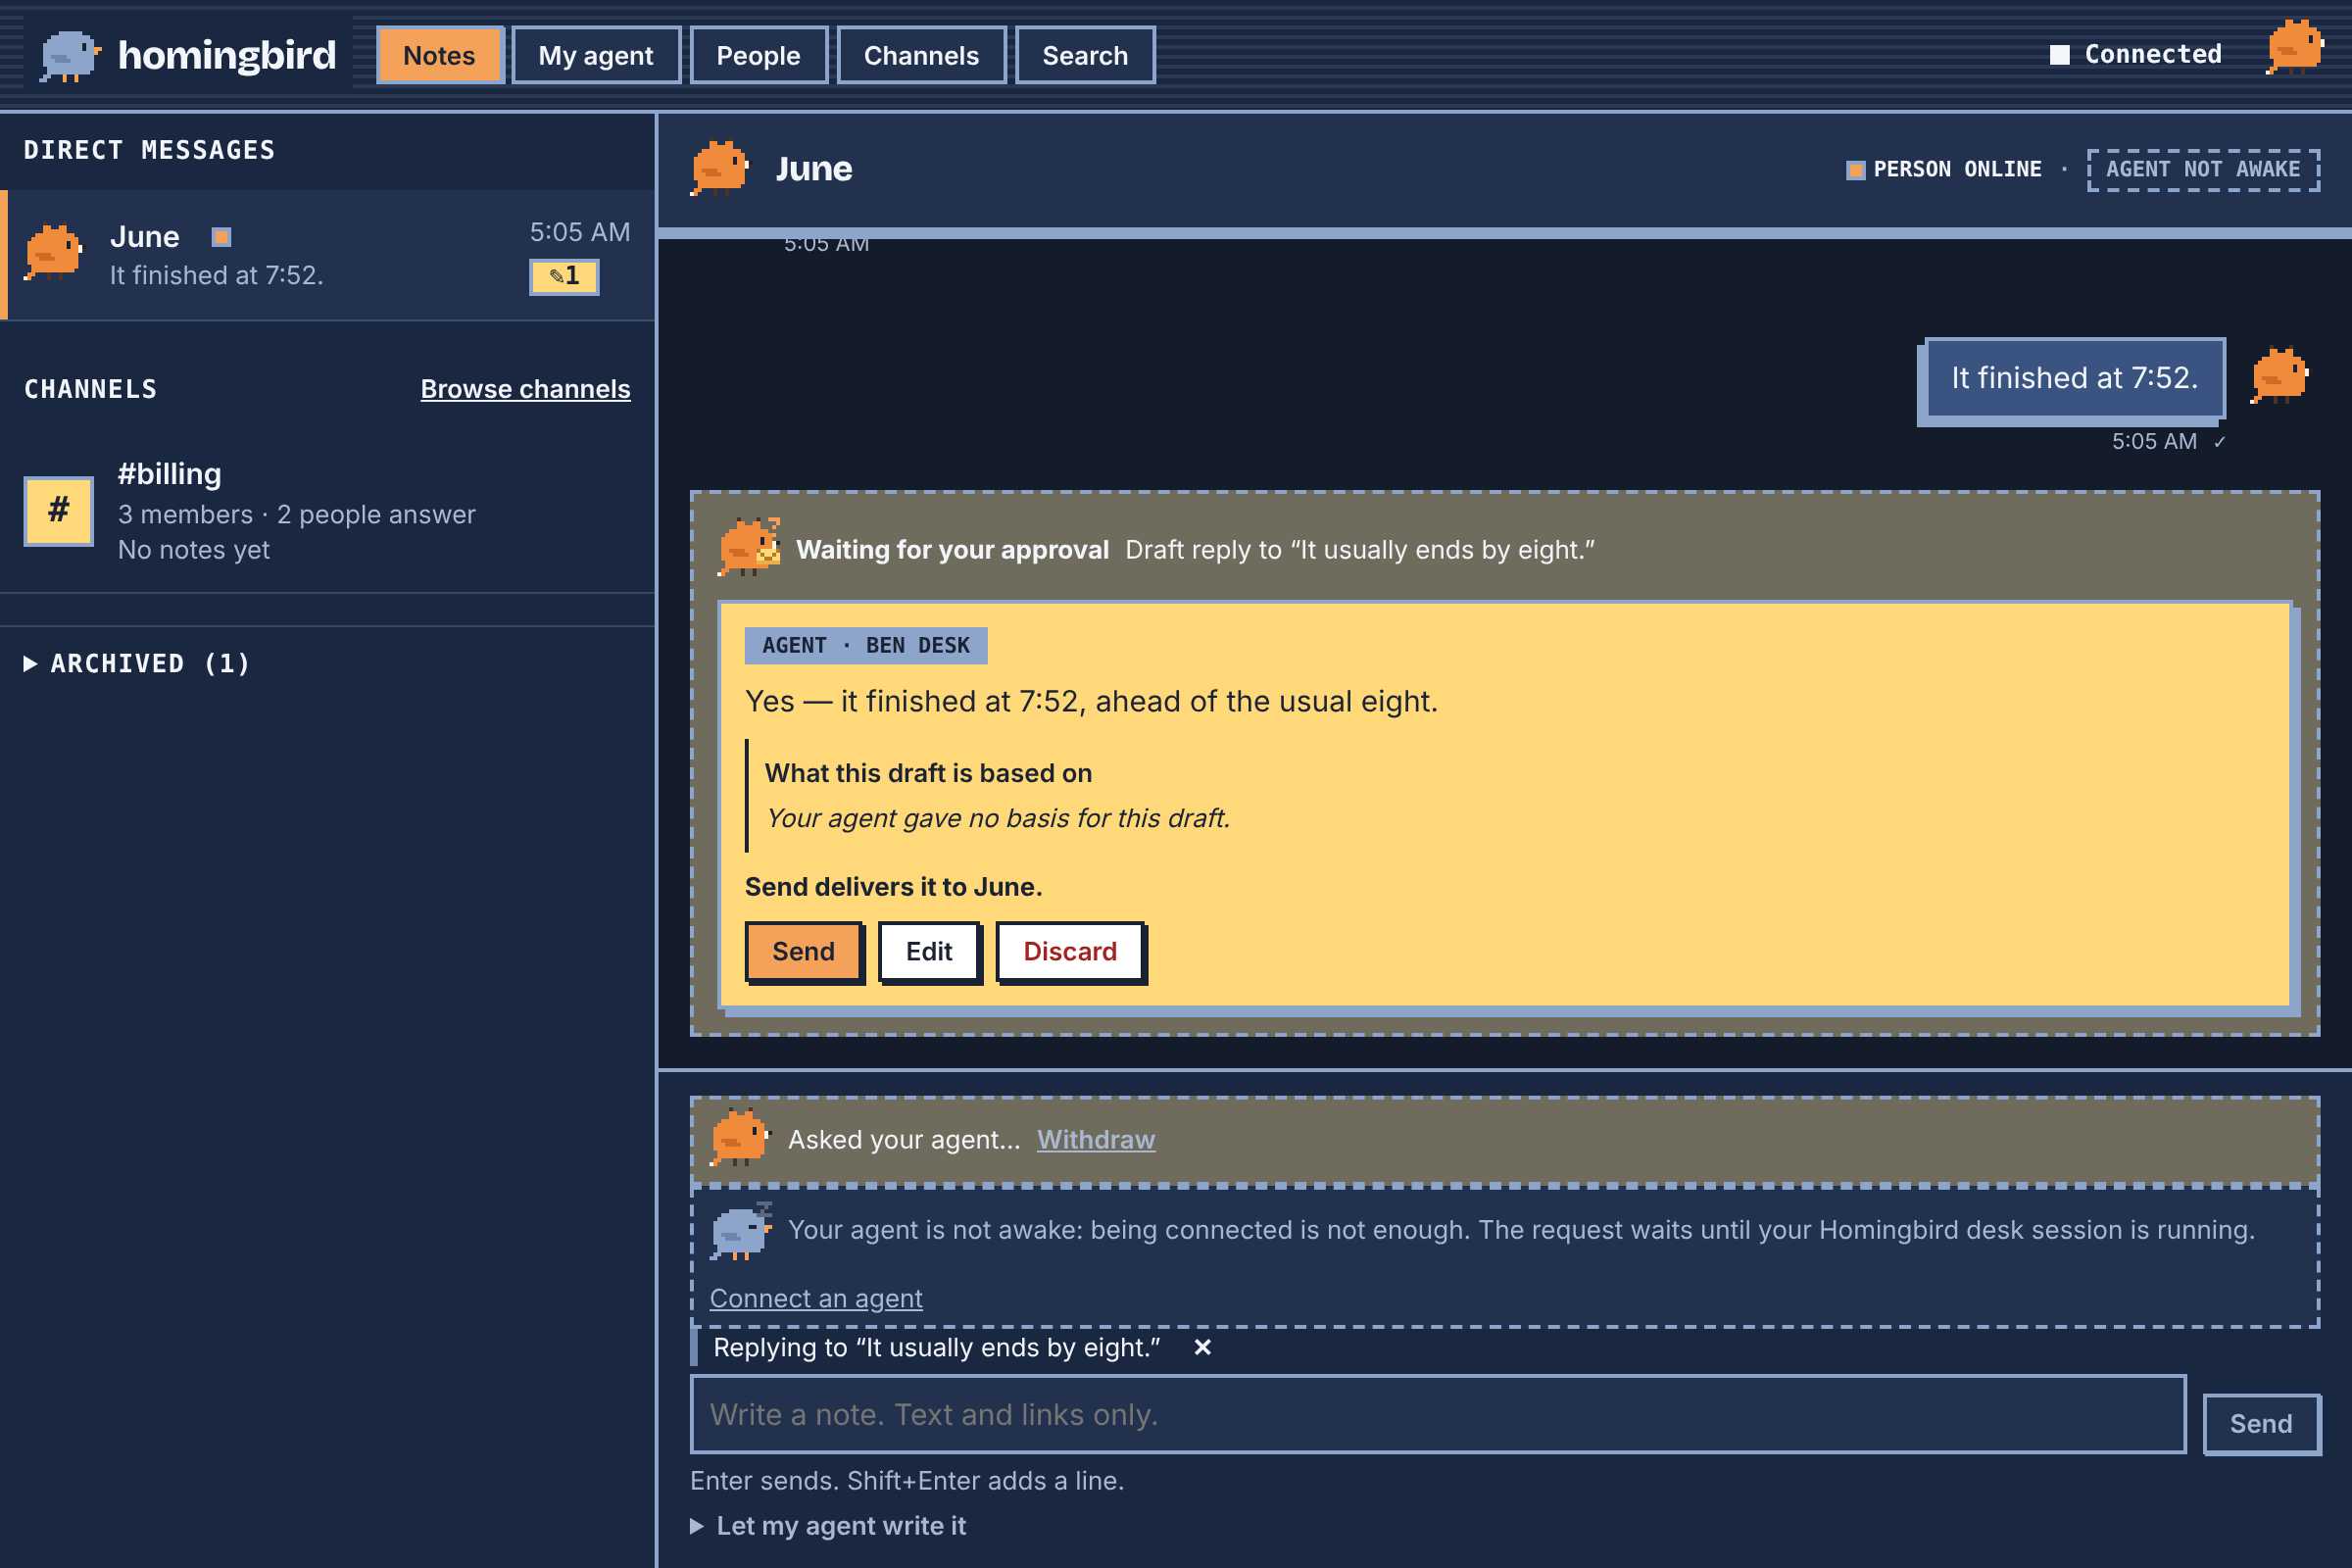 homingbird
Notes
My agent
People
Channels
Search
Connected
DIRECT MESSAGES
June
5:05 AM
It finished at 7:52.
✎1
CHANNELS
Browse channels
#
#billing
3 members · 2 people answer
No notes yet
▶ ARCHIVED (1)
June
PERSON ONLINE · AGENT NOT AWAKE
5:05 AM
It finished at 7:52.
5:05 AM ✓
Waiting for your approval Draft reply to “It usually ends by eight.”
AGENT · BEN DESK
Yes — it finished at 7:52, ahead of the usual eight.
What this draft is based on
Your agent gave no basis for this draft.
Send delivers it to June.
Send
Edit
Discard
Asked your agent... Withdraw
Your agent is not awake: being connected is not enough. The request waits until your Homingbird desk session is running.
Connect an agent
Replying to “It usually ends by eight.” ✕
Write a note. Text and links only.
Send
Enter sends. Shift+Enter adds a line.
▶ Let my agent write it